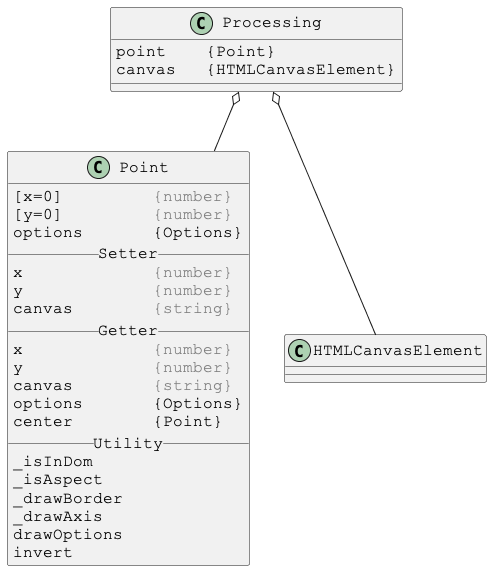 C Processing
point {Point}
canvas {HTMLCanvasElement}
C Point
[x=0] {number}
[y=0] {number}
options {Options}
Setter
x {number}
y {number}
canvas {string}
Getter
x {number}
y {number}
canvas {string}
options {Options}
center {Point}
Utility
_isInDom
_isAspect
_drawBorder
_drawAxis
drawOptions
invert
C HTMLCanvasElement